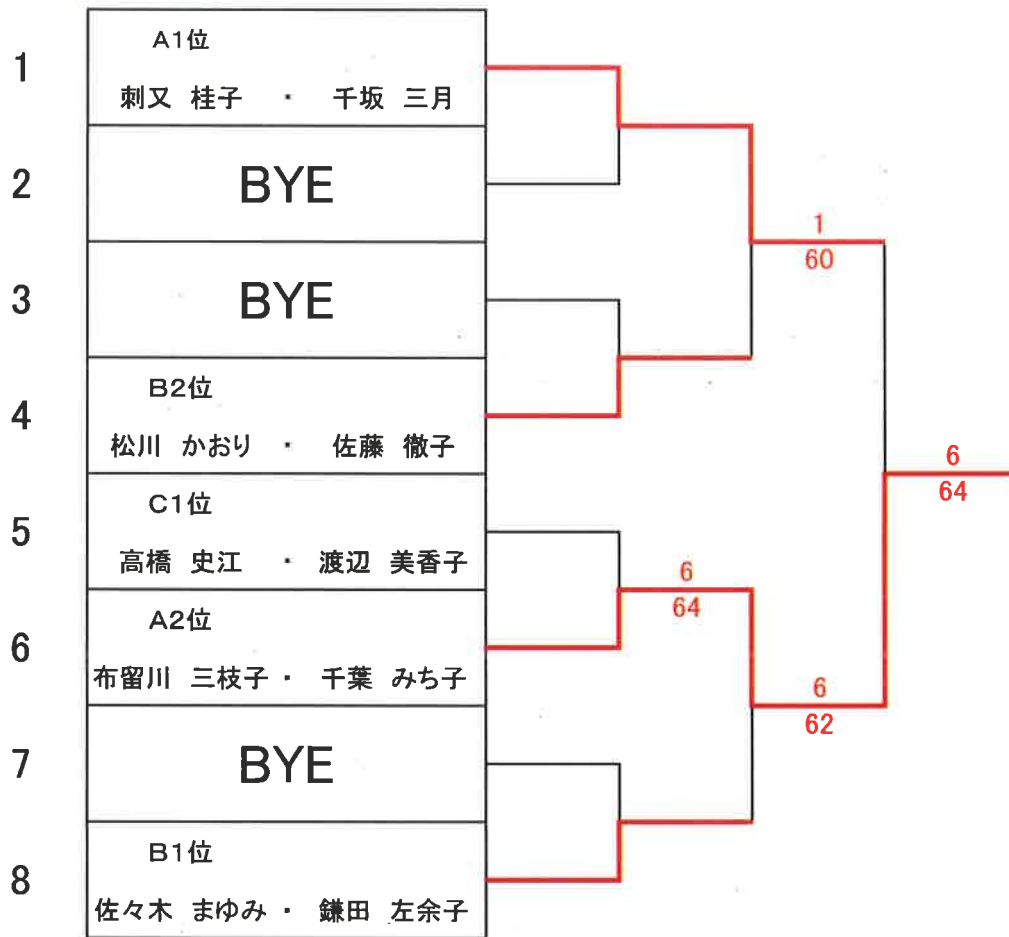 1
A1位
刺又 桂子 ・ 千坂 三月
2
BYE
3
BYE
4
B2位
松川 かおり ・ 佐藤 徹子
5
C1位
高橋 史江 ・ 渡辺 美香子
6
A2位
布留川 三枝子 ・ 千葉 みち子
7
BYE
8
B1位
佐々木 まゆみ ・ 鎌田 左余子
1
60
6
64
6
62
6
64